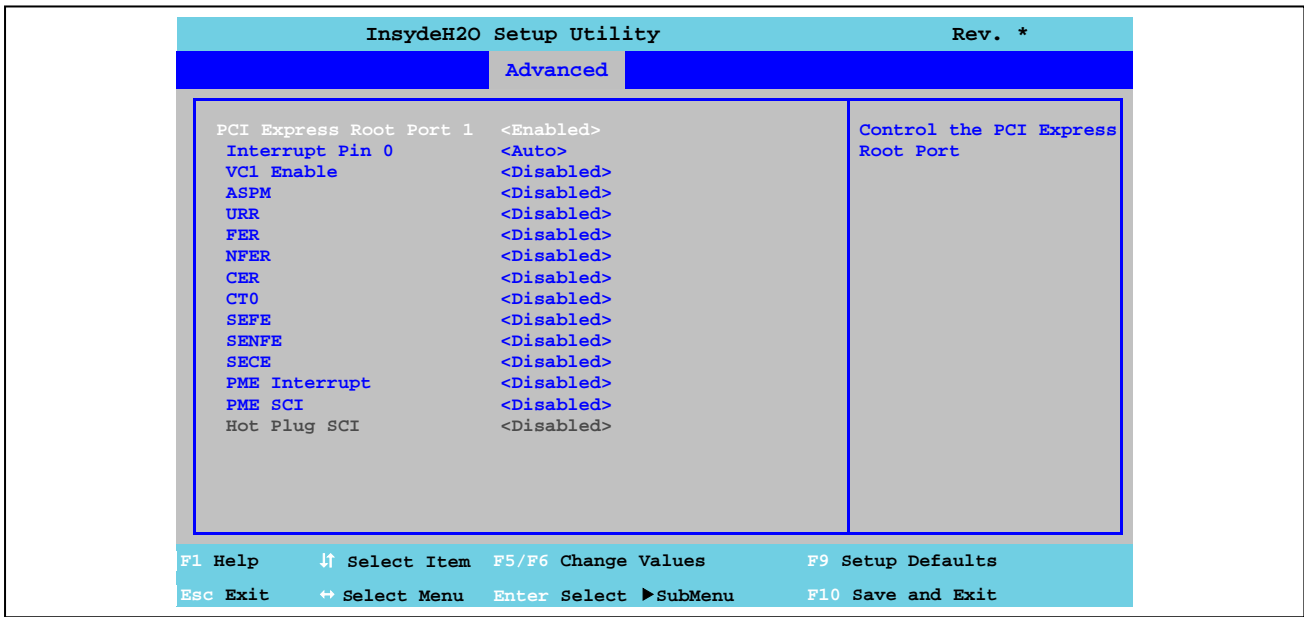 InsydeH2O Setup Utility Rev. *
Advanced
PCI Express Root Port 1 <Enabled> Control the PCI Express
Interrupt Pin 0 <Auto> Root Port
VC1 Enable <Disabled>
ASPM <Disabled>
URR <Disabled>
FER <Disabled>
NFER <Disabled>
CER <Disabled>
CT0 <Disabled>
SEFE <Disabled>
SENFE <Disabled>
SECE <Disabled>
PME Interrupt <Disabled>
PME SCI <Disabled>
Hot Plug SCI <Disabled>
F1 Help ↓↑ Select Item F5/F6 Change Values F9 Setup Defaults
Esc Exit ↔ Select Menu Enter Select ▶SubMenu F10 Save and Exit